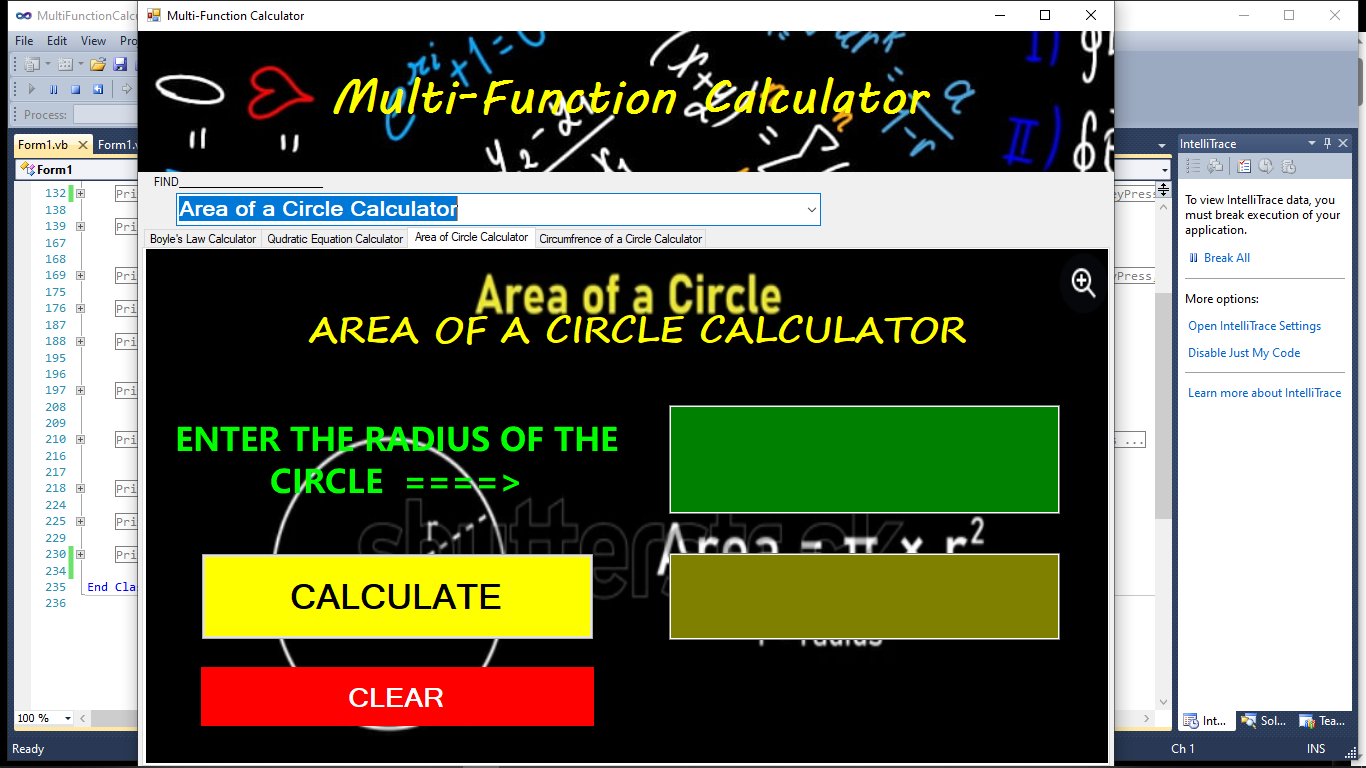 MultiFunctionCalcu
Multi-Function Calculator
File Edit View Pro
Process:
Multi-Function Calculator
Form1.vb Form1.v
Form1
FIND
Area of a Circle Calculator
Boyle's Law Calculator Qudratic Equation Calculator Area of Circle Calculator Circumfrence of a Circle Calculator
Area of a Circle
AREA OF A CIRCLE CALCULATOR
ENTER THE RADIUS OF THE
CIRCLE ====>
r
Area = π × r²
CALCULATE
radius
CLEAR
132 Pri
138
139 Pri
167
168
169 Pri
175
176 Pri
187
188 Pri
195
196
197 Pri
208
209
210 Pri
216
217
218 Pri
224
225 Pri
229
230 Pri
234
235 End Cla
236
100 %
IntelliTrace
To view IntelliTrace data, you
must break execution of your
application.
Break All
More options:
Open IntelliTrace Settings
Disable Just My Code
Learn more about IntelliTrace
Int... Sol... Tea...
Ready Ch 1 INS